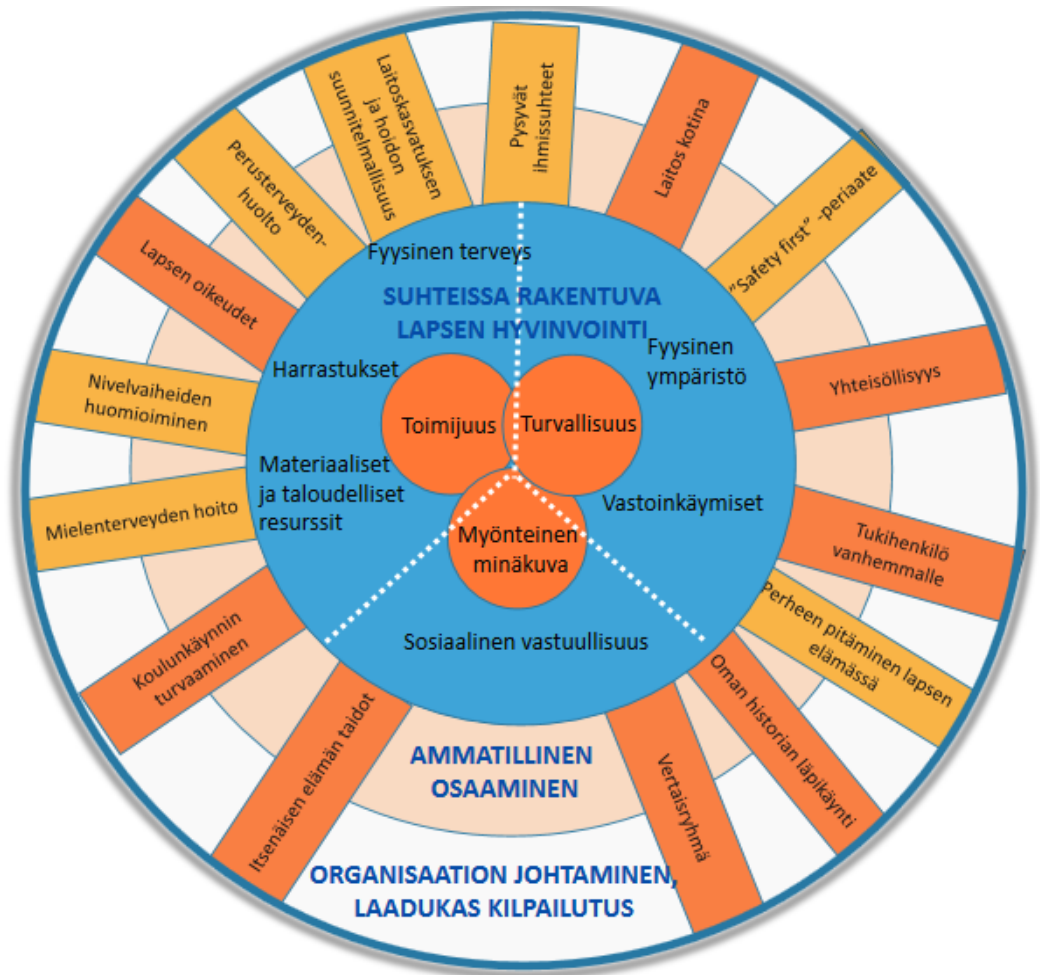 Pysyvät
ihmissuhteet
Laitos kotina
”Safety first” -periaate
Yhteisöllisyys
Tukihenkilö
vanhemmalle
Perheen pitäminen lapsen
elämässä
Oman historian läpikäynti
Vertaisryhmä
Itsenäisen elämän taidot
Koulunkäynnin
turvaaminen
Mielenterveyden hoito
Nivelvaiheiden
huomioiminen
Lapsen oikeudet
Perusterveyden-
huolto
Laitoskasvatuksen
ja hoidon
suunnitelmallisuus
Fyysinen terveys
SUHTEISSA RAKENTUVA
LAPSEN HYVINVOINTI
Harrastukset
Fyysinen
ympäristö
Toimijuus
Turvallisuus
Materiaaliset
ja taloudelliset
resurssit
Vastoinkäymiset
Myönteinen
minäkuva
Sosiaalinen vastuullisuus
AMMATILLINEN
OSAAMINEN
ORGANISAATION JOHTAMINEN,
LAADUKAS KILPAILUTUS